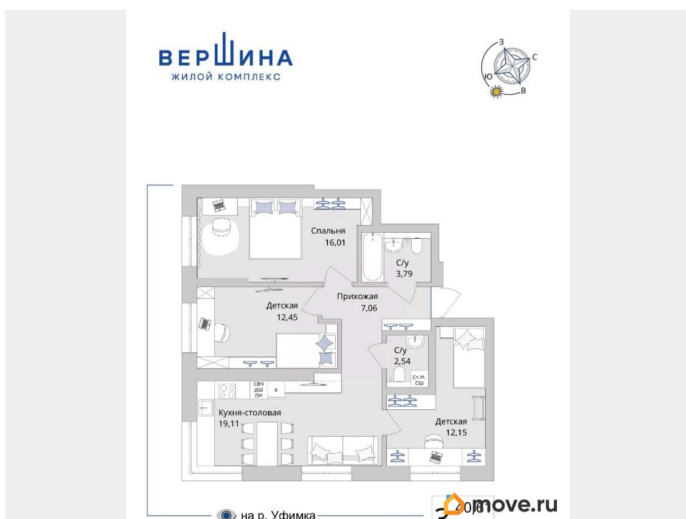 ВЕРШИНА
ЖИЛОЙ КОМПЛЕКС
З
С
Ю
В
Спальня
16,01
С/у
3,79
Прихожая
7,06
Детская
12,45
С/у
2,54
Ст.М.
СШ
СВЧ
ДШ
ПМ
Х
Кухня-столовая
19,11
Детская
12,15
на р. Уфимка
move.ru